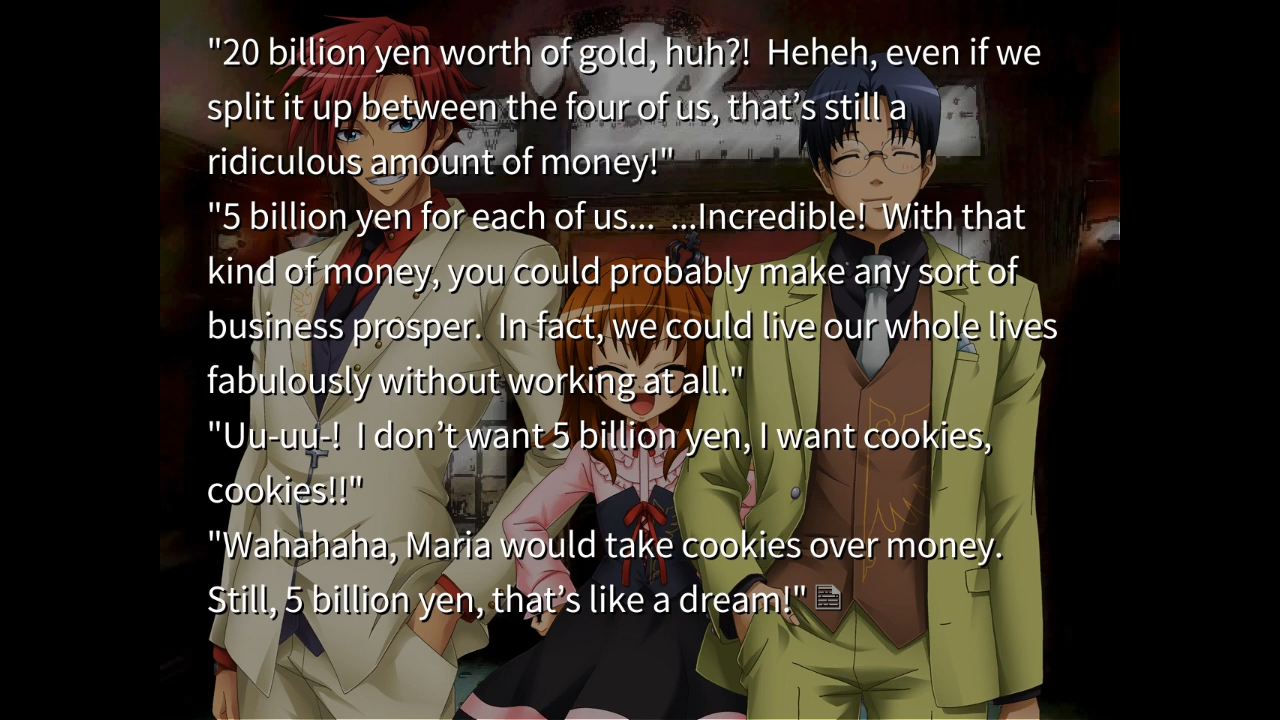 "20 billion yen worth of gold, huh?!  Heheh, even if we
split it up between the four of us, that’s still a
ridiculous amount of money!"
"5 billion yen for each of us...  ...Incredible!  With that
kind of money, you could probably make any sort of
business prosper.  In fact, we could live our whole lives
fabulously without working at all."
"Uu-uu-!  I don’t want 5 billion yen, I want cookies,
cookies!!"
"Wahahaha, Maria would take cookies over money.
Still, 5 billion yen, that’s like a dream!"